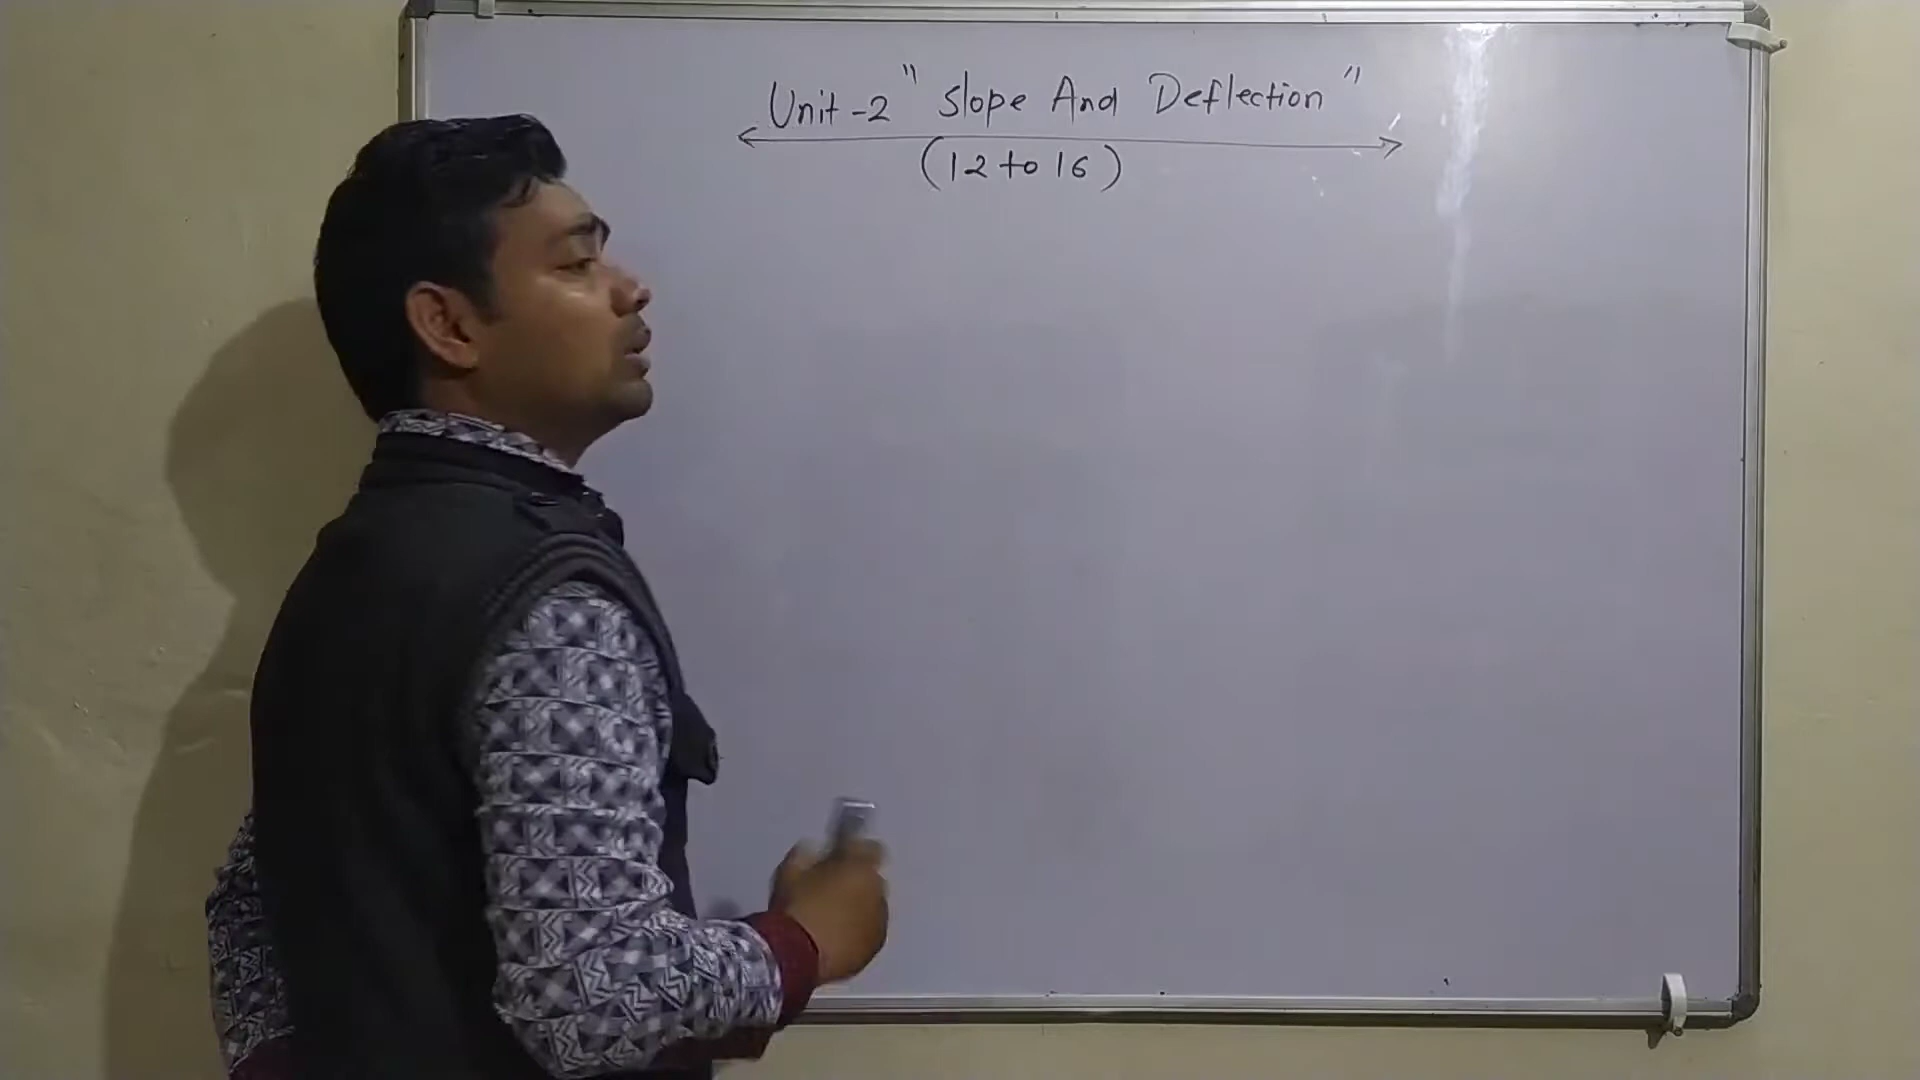 Unit-2 "Slope And Deflection"
(12 to 16)